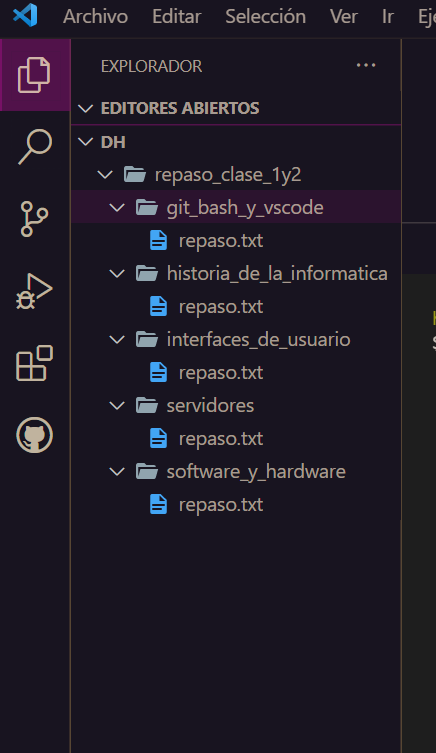 Archivo Editar Selección Ver Ir
EXPLORADOR
EDITORES ABIERTOS
DH
repaso_clase_1y2
git_bash_y_vscode
repaso.txt
historia_de_la_informatica
repaso.txt
interfaces_de_usuario
repaso.txt
servidores
repaso.txt
software_y_hardware
repaso.txt